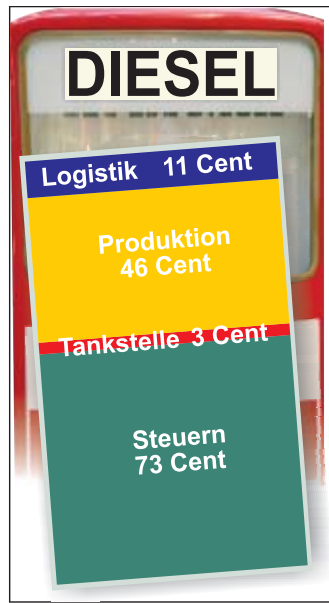 DIESEL
Logistik 11 Cent
Produktion
46 Cent
Tankstelle 3 Cent
Steuern
73 Cent